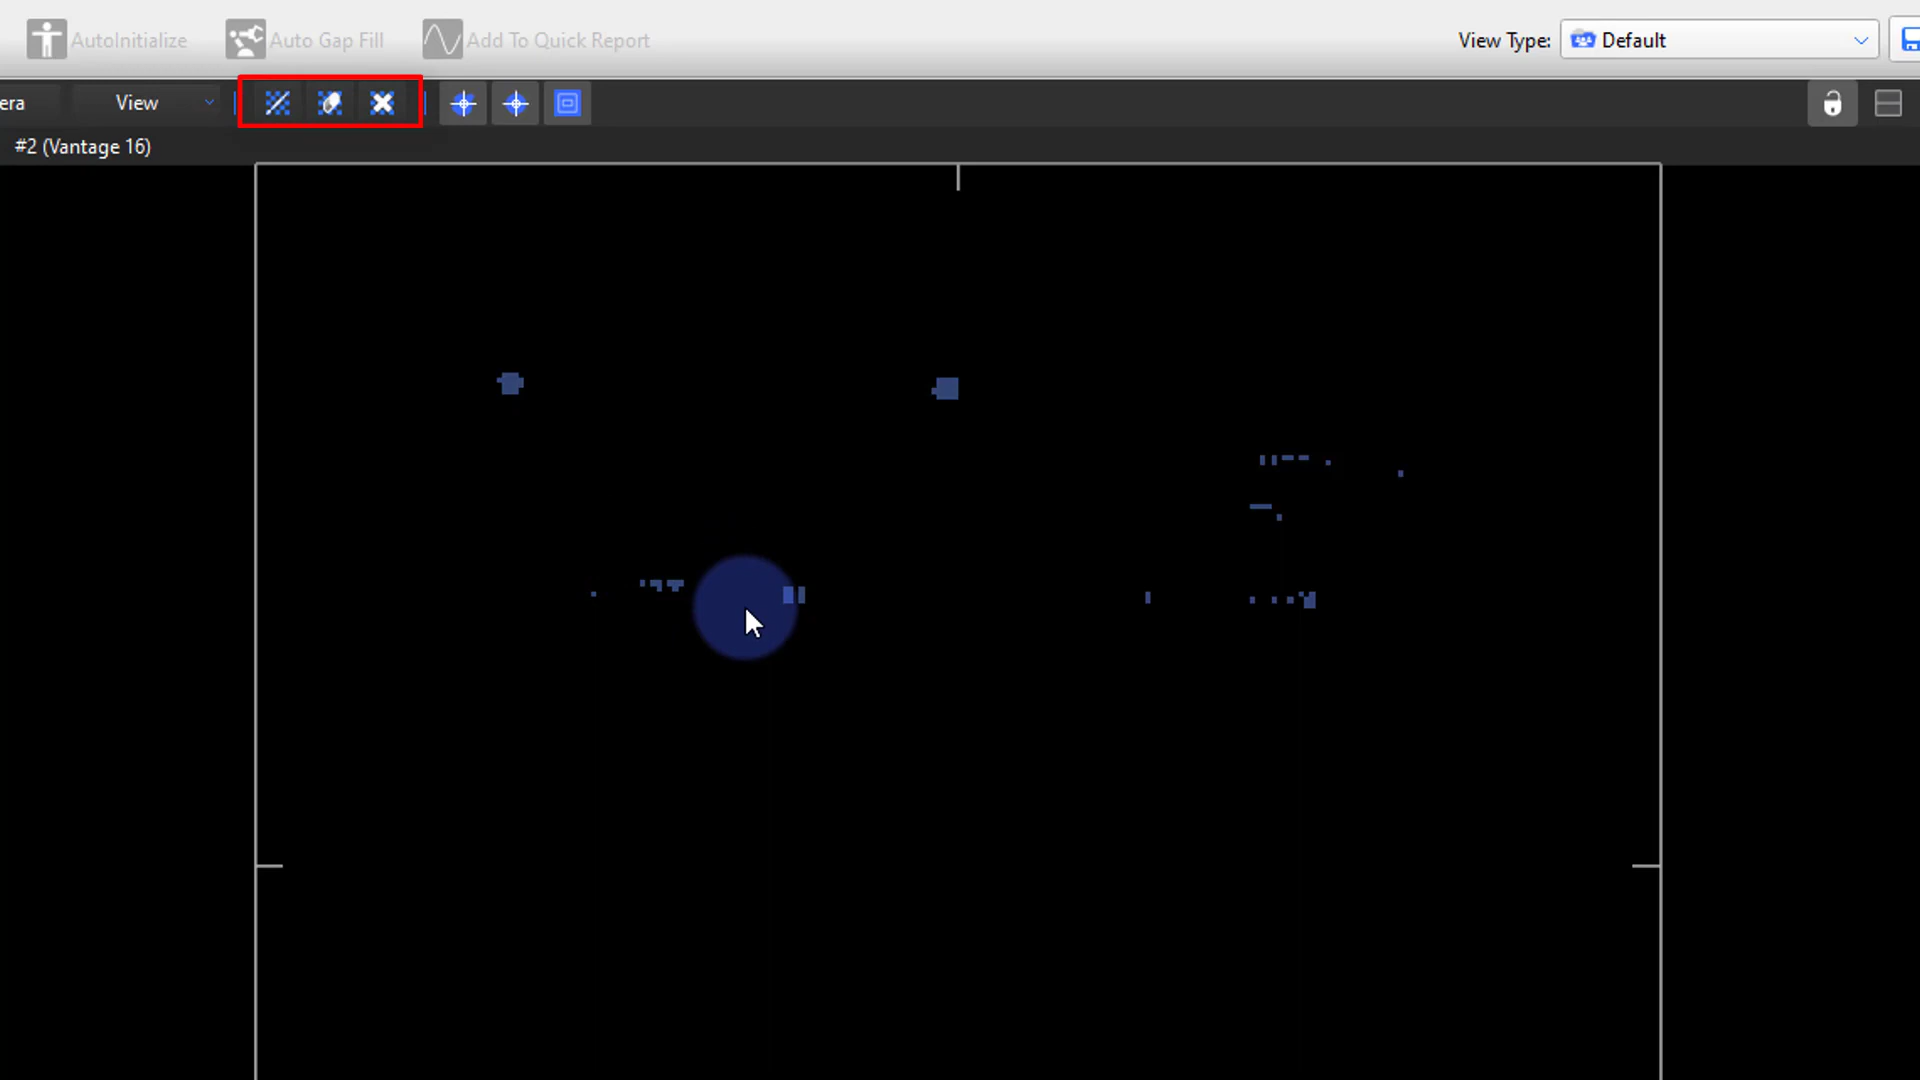 AutoInitialize Auto Gap Fill Add To Quick Report View Type: Default
era View
#2 (Vantage 16)